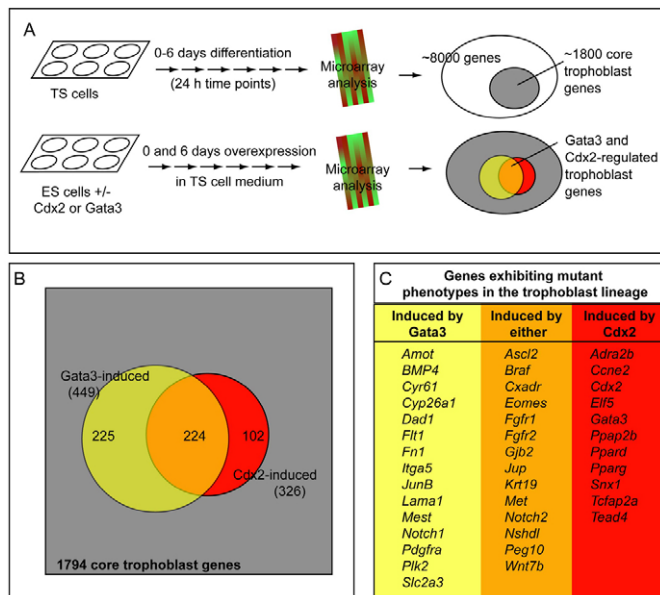 A
0-6 days differentiation
(24 h time points)
TS cells
Microarray
analysis
~8000 genes
~1800 core
trophoblast
genes
0 and 6 days overexpression
in TS cell medium
ES cells +/-
Cdx2 or Gata3
Microarray
analysis
Gata3 and
Cdx2-regulated
trophoblast
genes
B
Gata3-induced
(449)
225
224
102
Cdx2-induced
(326)
1794 core trophoblast genes
C
Genes exhibiting mutant
phenotypes in the trophoblast lineage
Induced by
Gata3
Amot
BMP4
Cyr61
Cyp26a1
Dad1
Flt1
Fn1
Itga5
JunB
Lama1
Mest
Notch1
Pdgfra
Plk2
Slc2a3
Induced by
either
Ascl2
Braf
Cxadr
Eomes
Fgfr1
Fgfr2
Gjb2
Jup
Krt19
Met
Notch2
Nshdl
Peg10
Wnt7b
Induced by
Cdx2
Adra2b
Ccne2
Cdx2
Elf5
Gata3
Ppap2b
Ppard
Pparg
Snx1
Tcfap2a
Tead4